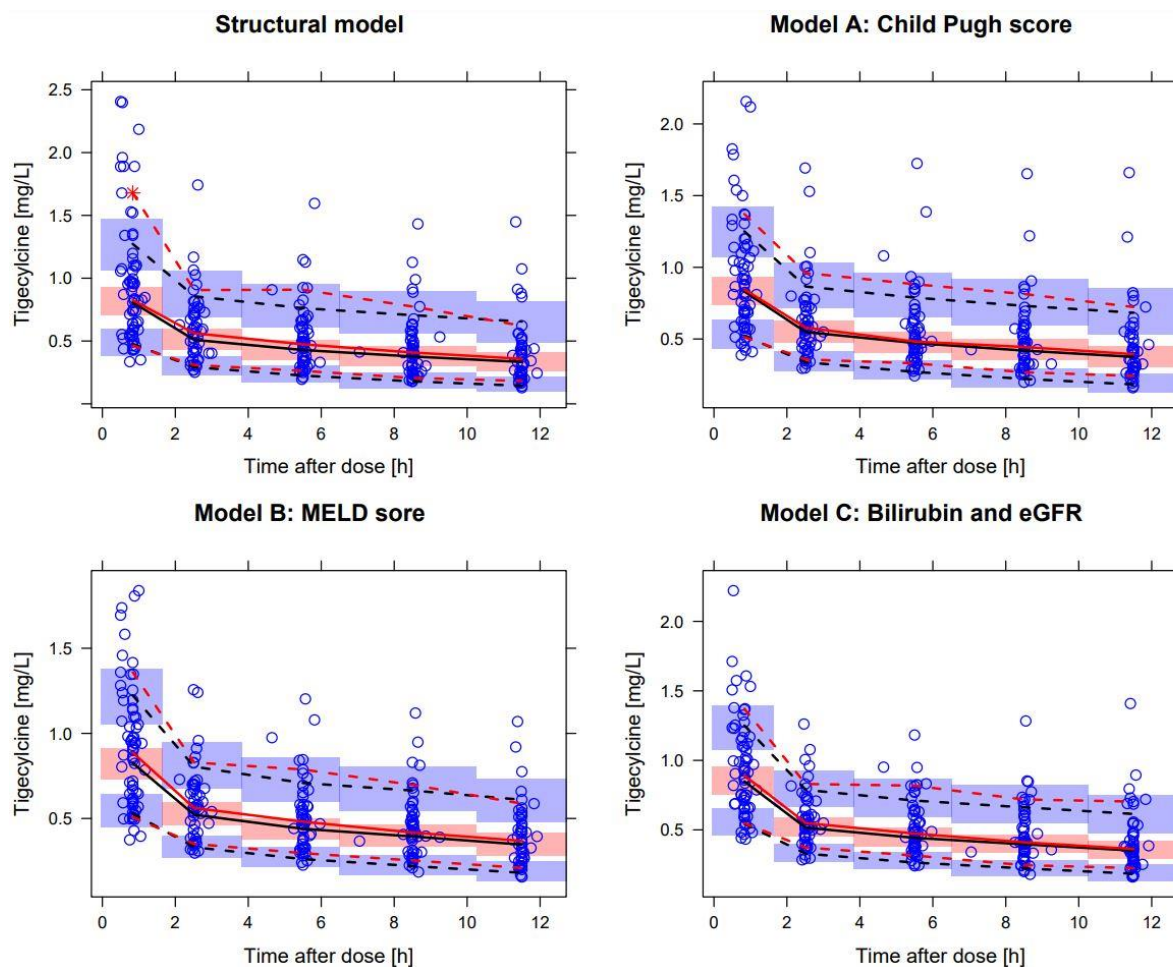 Structural model
Model A: Child Pugh score
Tigecylcine [mg/L]
2.5
2.0
1.5
1.0
0.5
0 2 4 6 8 10 12
Time after dose [h]
Tigecylcine [mg/L]
2.0
1.5
1.0
0.5
0 2 4 6 8 10 12
Time after dose [h]
Model B: MELD sore
Model C: Bilirubin and eGFR
Tigecylcine [mg/L]
1.5
1.0
0.5
0 2 4 6 8 10 12
Time after dose [h]
Tigecylcine [mg/L]
2.0
1.5
1.0
0.5
0 2 4 6 8 10 12
Time after dose [h]